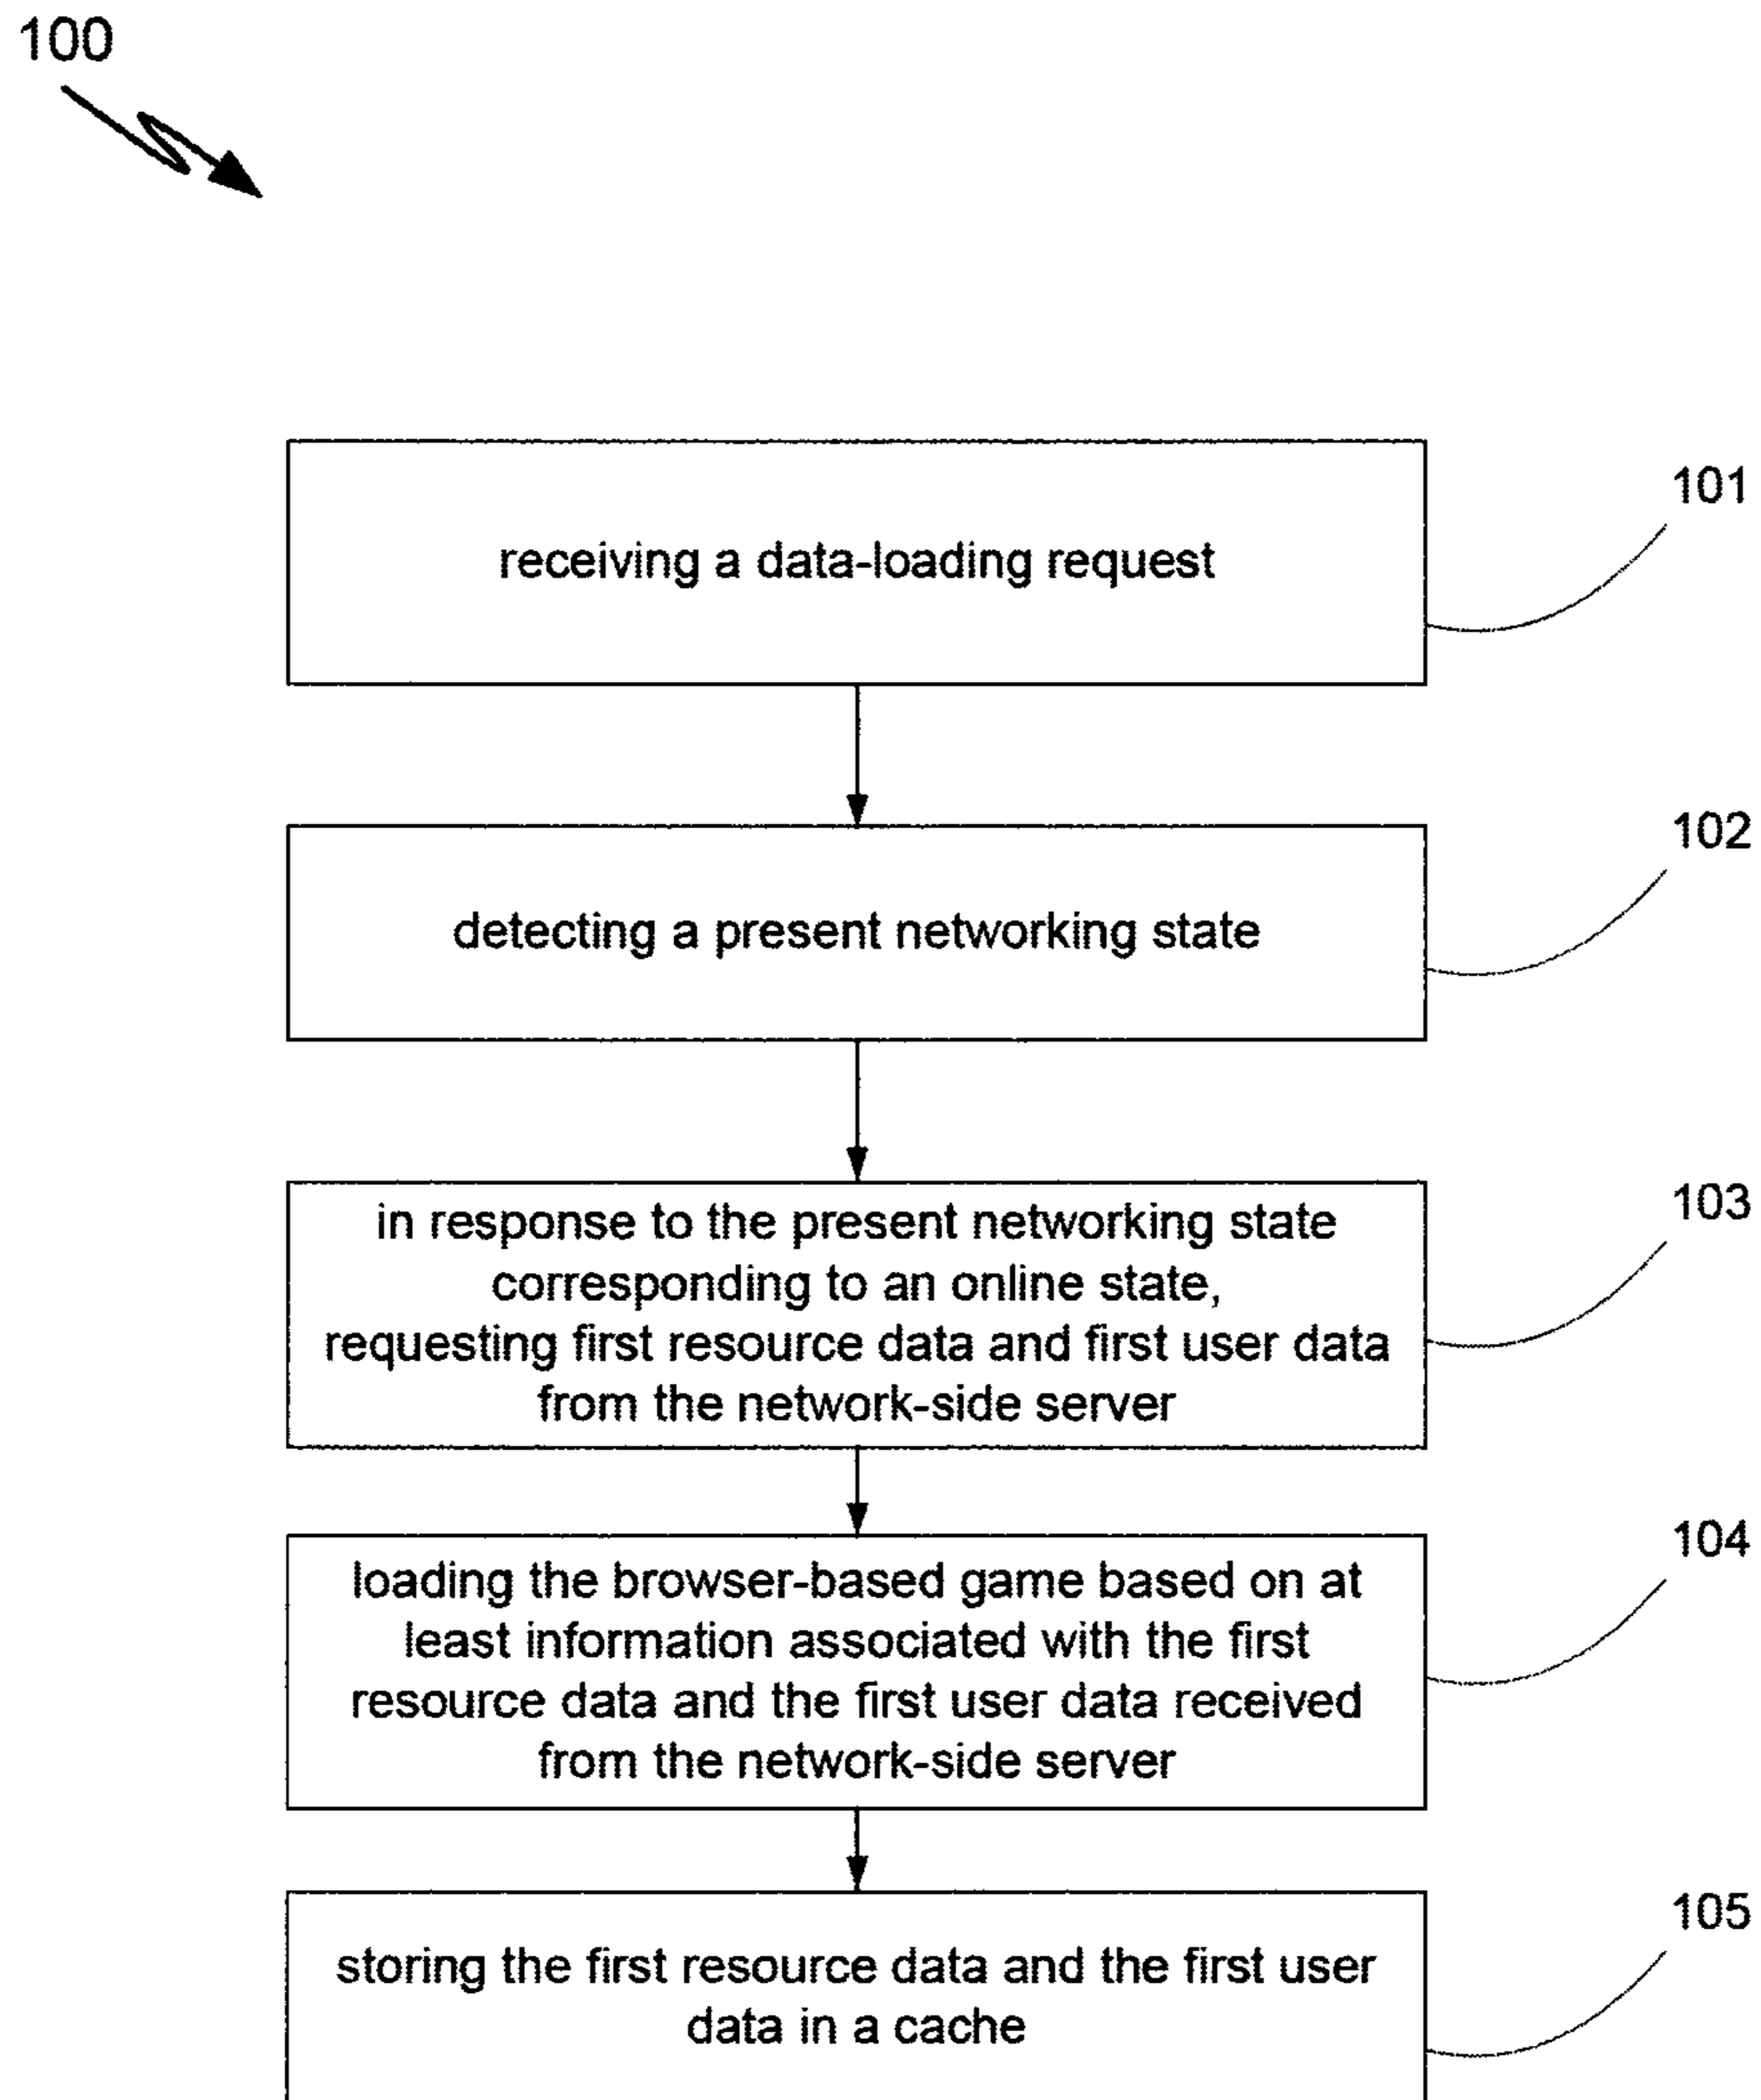 100
101
receiving a data-loading request
102
detecting a present networking state
103
in response to the present networking state
corresponding to an online state,
requesting first resource data and first user data
from the network-side server
104
loading the browser-based game based on at
least information associated with the first
resource data and the first user data received
from the network-side server
105
storing the first resource data and the first user
data in a cache